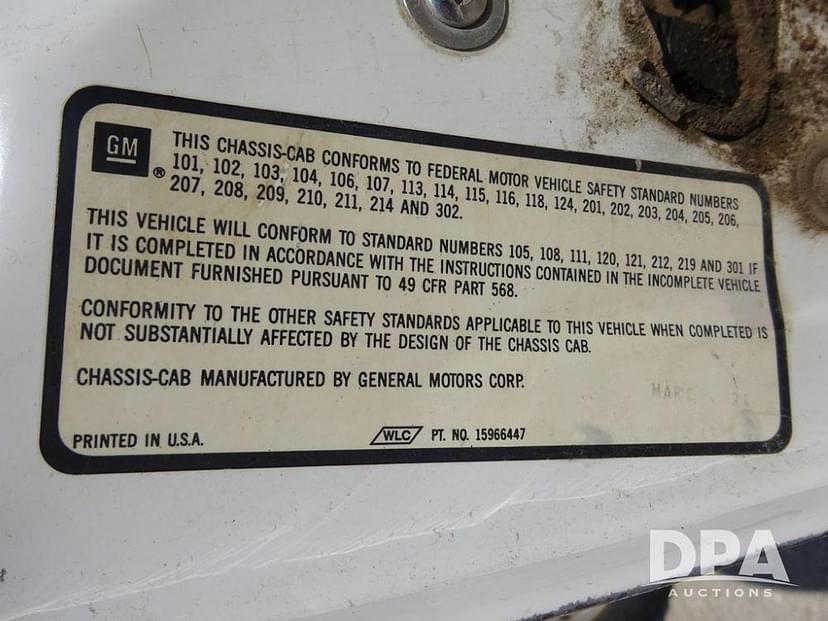 GM
THIS CHASSIS-CAB CONFORMS TO FEDERAL MOTOR VEHICLE SAFETY STANDARD NUMBERS
® 101, 102, 103, 104, 106, 107, 113, 114, 115, 116, 118, 124, 201, 202, 203, 204, 205, 206,
207, 208, 209, 210, 211, 214 AND 302.
THIS VEHICLE WILL CONFORM TO STANDARD NUMBERS 105, 108, 111, 120, 121, 212, 219 AND 301 IF
IT IS COMPLETED IN ACCORDANCE WITH THE INSTRUCTIONS CONTAINED IN THE INCOMPLETE VEHICLE
DOCUMENT FURNISHED PURSUANT TO 49 CFR PART 568.
CONFORMITY TO THE OTHER SAFETY STANDARDS APPLICABLE TO THIS VEHICLE WHEN COMPLETED IS
NOT SUBSTANTIALLY AFFECTED BY THE DESIGN OF THE CHASSIS CAB.
CHASSIS-CAB MANUFACTURED BY GENERAL MOTORS CORP.
PRINTED IN U.S.A. WLC PT. NO. 15966447
DPA
AUCTIONS